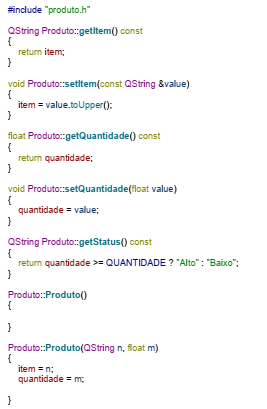 #include "produto.h"
QString Produto::getItem() const
{
return item;
}
void Produto::setItem(const QString &value)
{
item = value.toUpper();
}
float Produto::getQuantidade() const
{
return quantidade;
}
void Produto::setQuantidade(float value)
{
quantidade = value;
}
QString Produto::getStatus() const
{
return quantidade >= QUANTIDADE ? "Alto" : "Baixo";
}
Produto::Produto()
{
}
Produto::Produto(QString n, float m)
{
item = n;
quantidade = m;
}